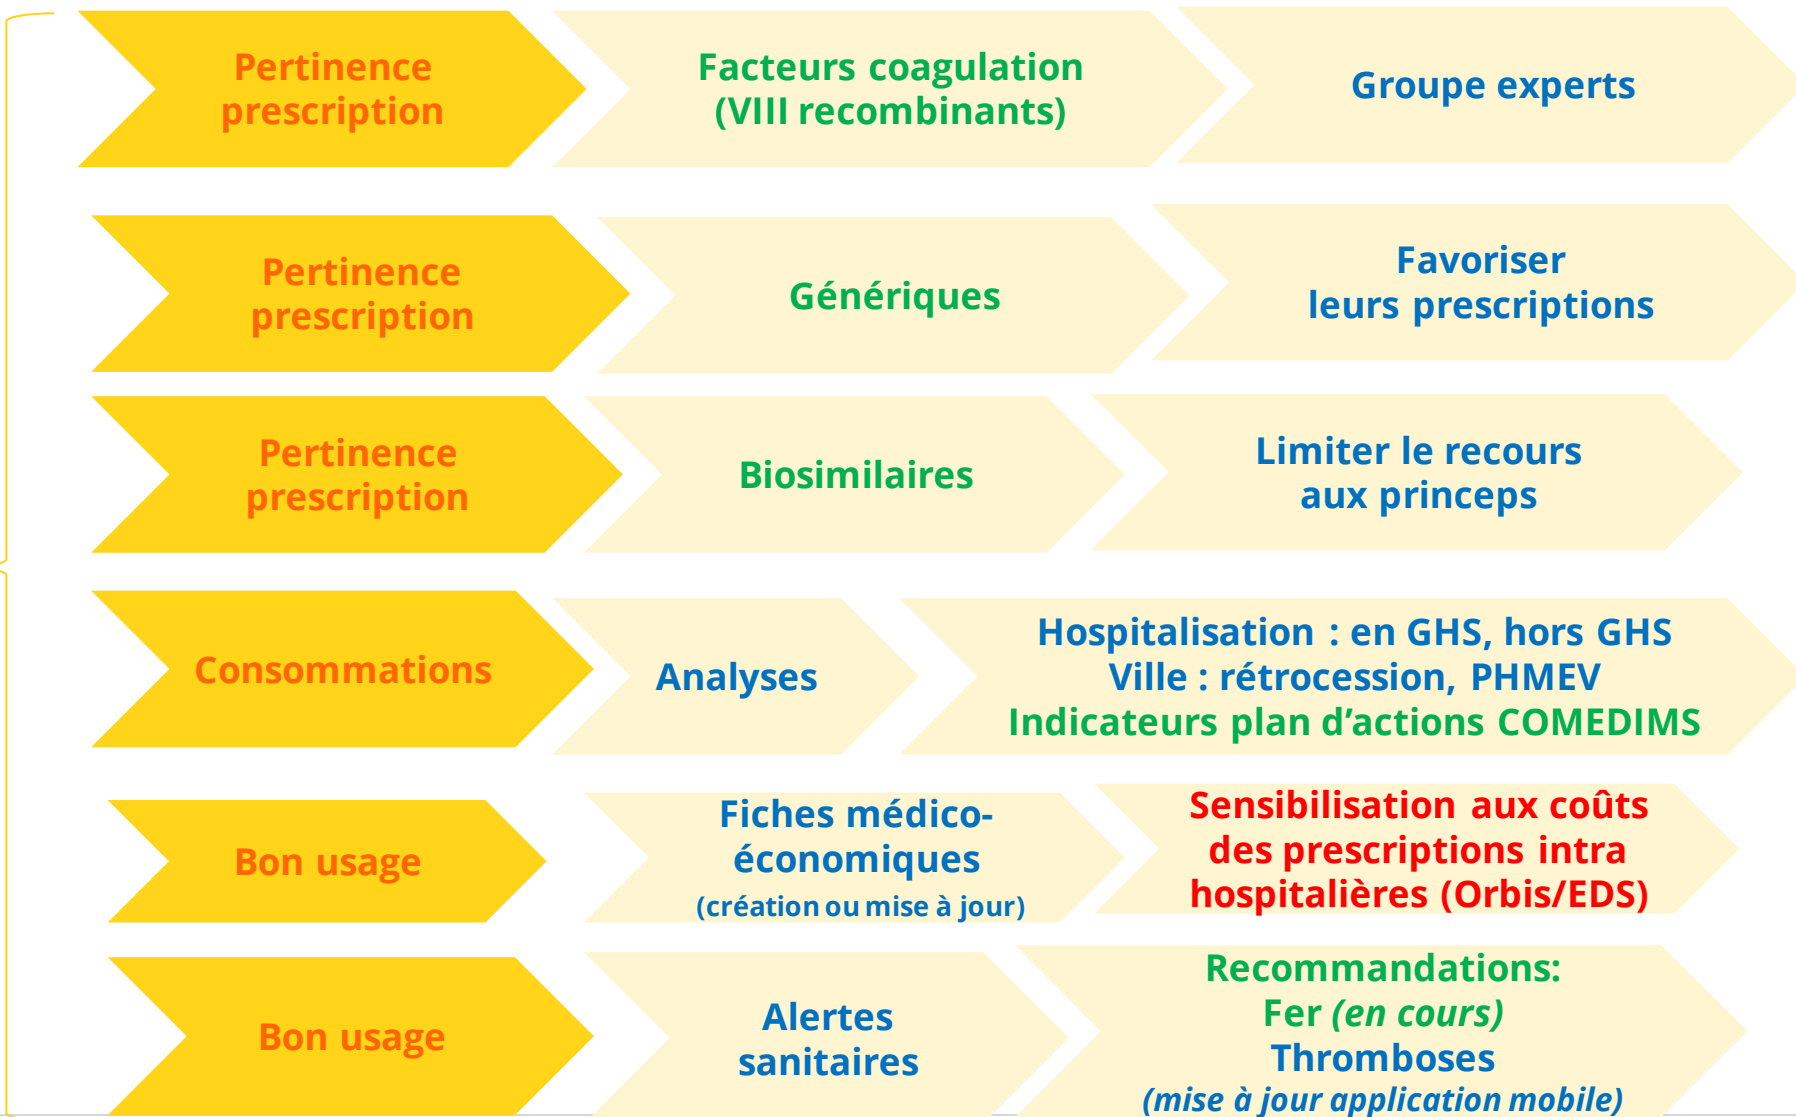 Pertinence
prescription
Facteurs coagulation
(VIII recombinants)
Groupe experts
Pertinence
prescription
Génériques
Favoriser
leurs prescriptions
Pertinence
prescription
Biosimilaires
Limiter le recours
aux princeps
Consommations
Analyses
Hospitalisation : en GHS, hors GHS
Ville : rétrocession, PHMEV
Indicateurs plan d’actions COMEDIMS
Bon usage
Fiches médico-
économiques
(création ou mise à jour)
Sensibilisation aux coûts
des prescriptions intra
hospitalières (Orbis/EDS)
Bon usage
Alertes
sanitaires
Recommandations:
Fer (en cours)
Thromboses
(mise à jour application mobile)